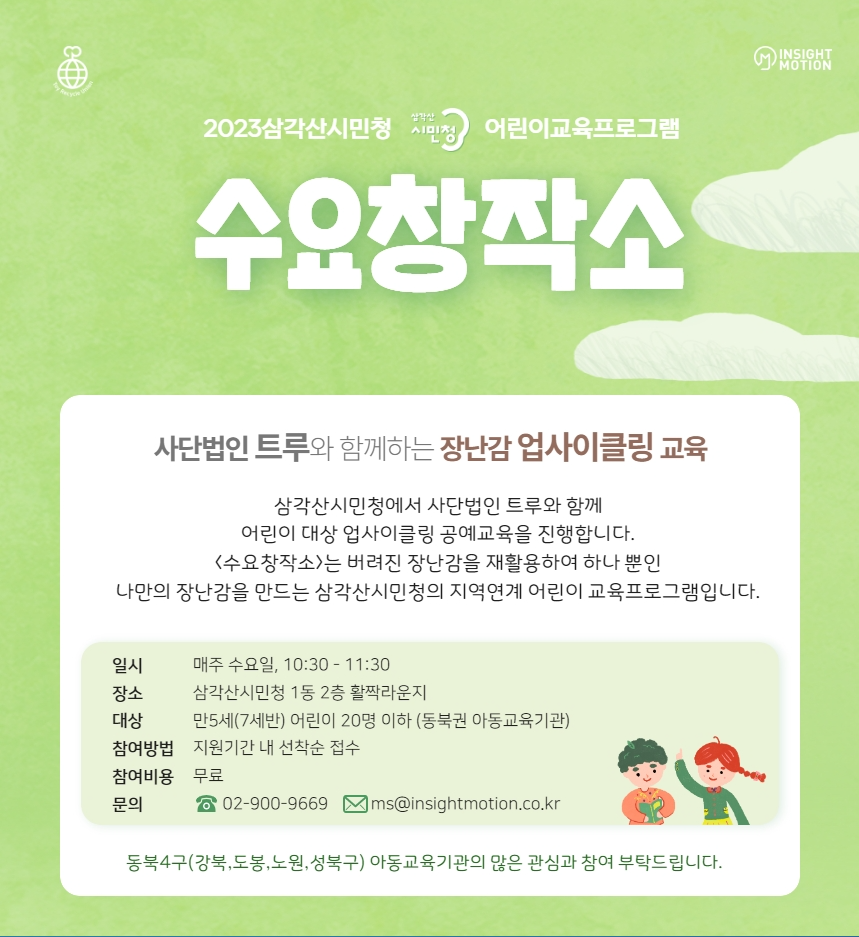 INSIGHT
MOTION
2023삼각산시민청 삼각산 시민청 어린이교육프로그램
수요창작소
사단법인 트루와 함께하는 장난감 업사이클링 교육
삼각산시민청에서 사단법인 트루와 함께
어린이 대상 업사이클링 공예교육을 진행합니다.
<수요창작소>는 버려진 장난감을 재활용하여 하나 뿐인
나만의 장난감을 만드는 삼각산시민청의 지역연계 어린이 교육프로그램입니다.
일시 매주 수요일, 10:30 - 11:30
장소 삼각산시민청 1동 2층 활짝라운지
대상 만5세(7세반) 어린이 20명 이하 (동북권 아동교육기관)
참여방법 지원기간 내 선착순 접수
참여비용 무료
문의 02-900-9669 ms@insightmotion.co.kr
동북4구(강북,도봉,노원,성북구) 아동교육기관의 많은 관심과 참여 부탁드립니다.